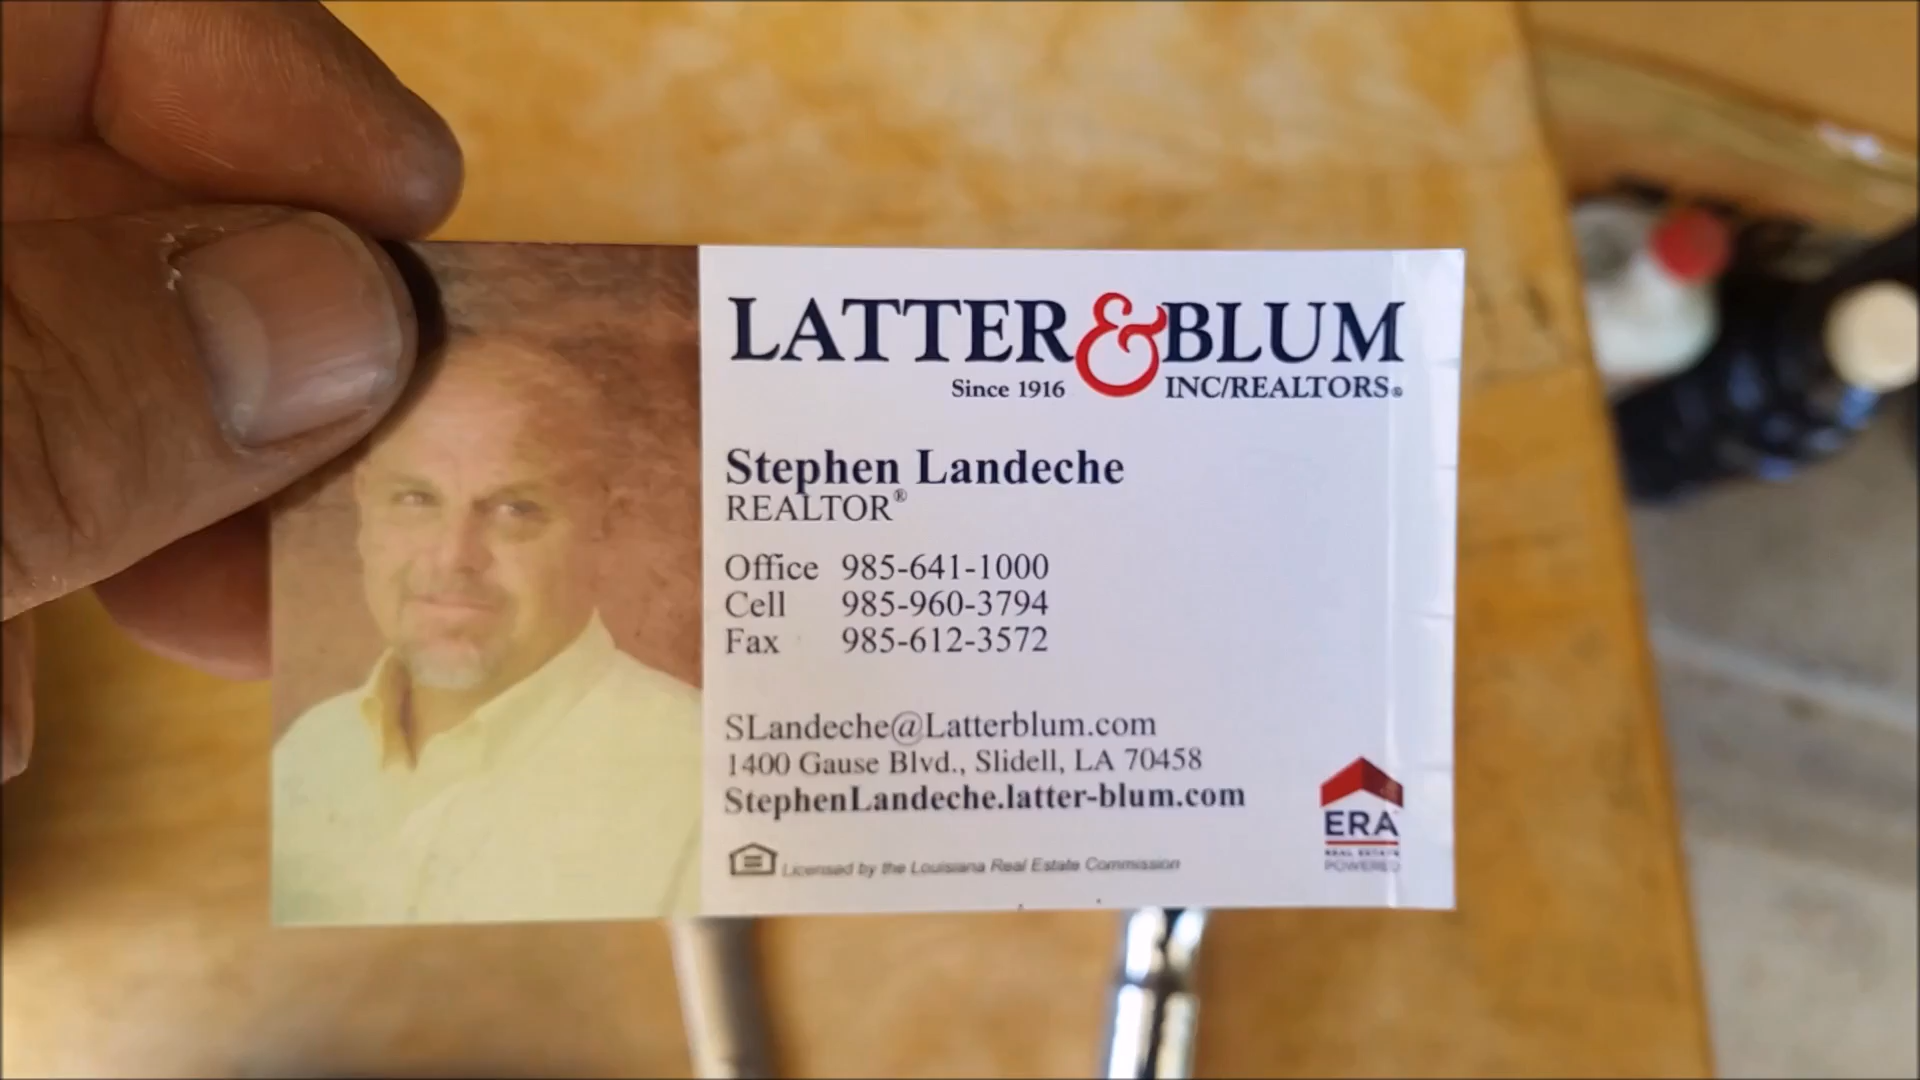 LATTER&BLUM
Since 1916 INC/REALTORS®
Stephen Landeche
REALTOR®
Office 985-641-1000
Cell 985-960-3794
Fax 985-612-3572
SLandeche@Latterblum.com
1400 Gause Blvd., Slidell, LA 70458
StephenLandeche.latter-blum.com
Licensed by the Louisiana Real Estate Commission
ERA
REAL ESTATE
POWERED